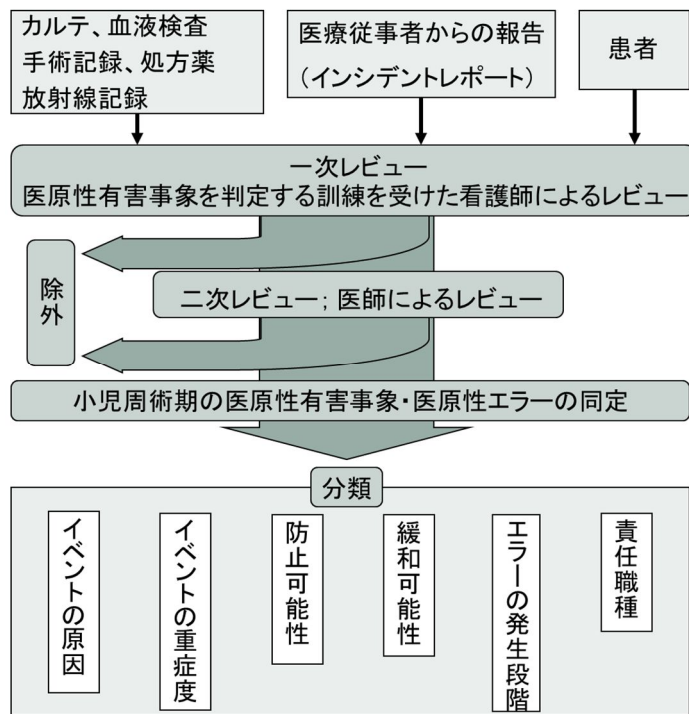 カルテ、血液検査
手術記録、処方薬
放射線記録
医療従事者からの報告
（インシデントレポート）
患者
一次レビュー
医原性有害事象を判定する訓練を受けた看護師によるレビュー
除外
二次レビュー；医師によるレビュー
小児周術期の医原性有害事象・医原性エラーの同定
分類
イベントの原因
イベントの重症度
防止可能性
緩和可能性
エラーの発生段階
責任職種